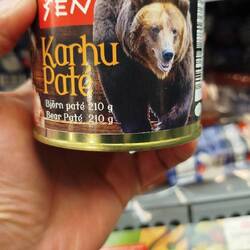 SEN
Karhu
Paté
Björn paté 210 g
Bear Paté 210 g